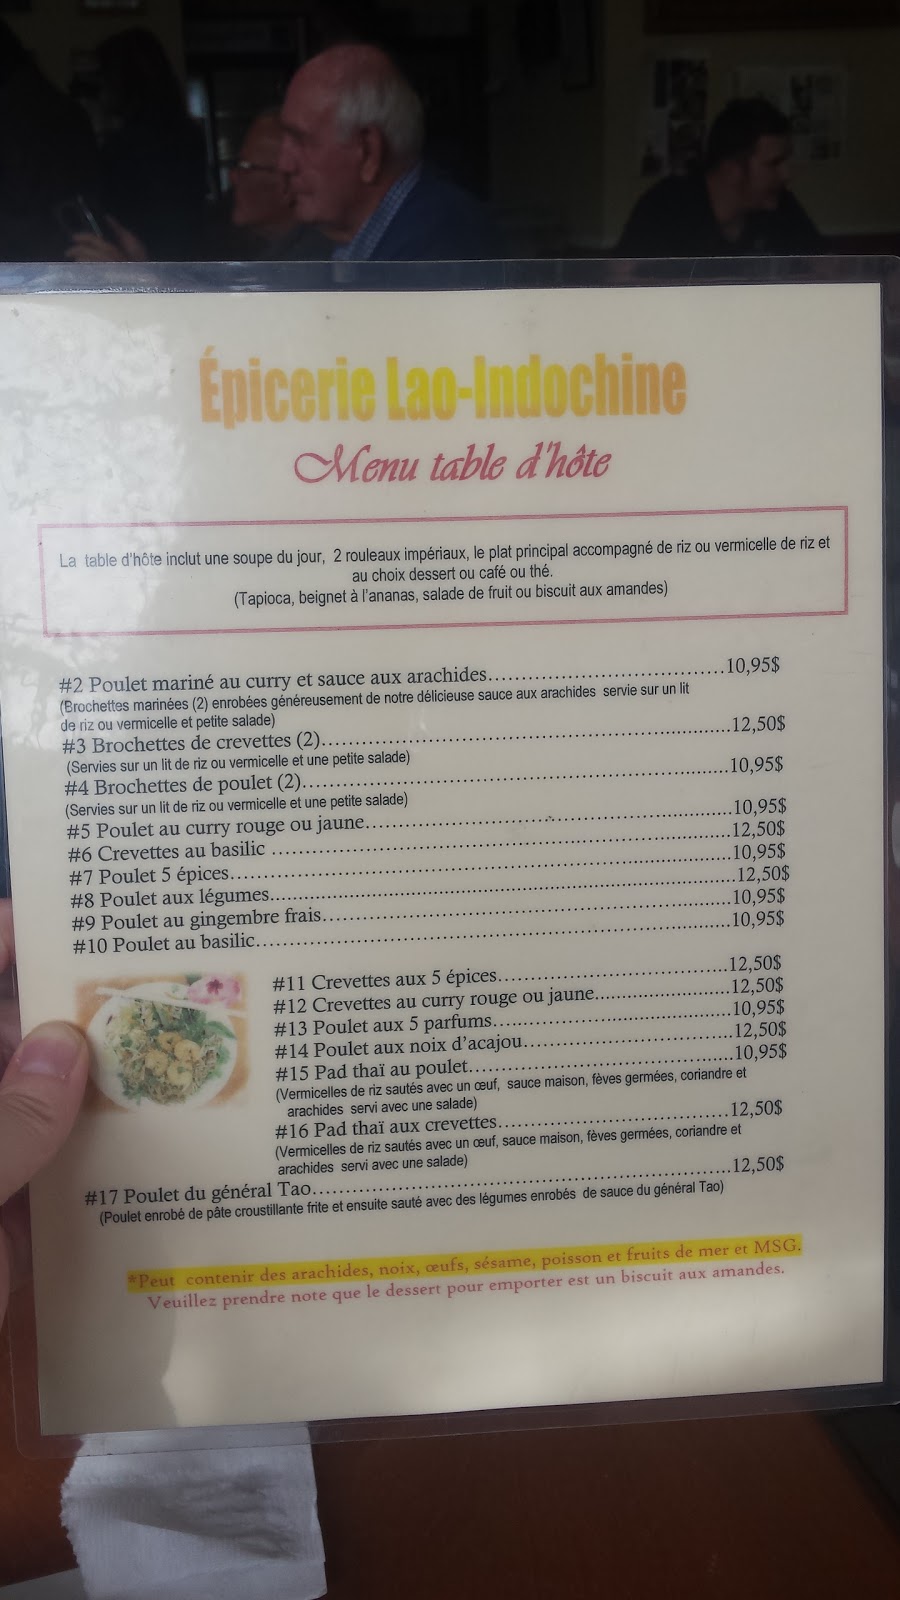 Épicerie Lao-Indochine
Menu table d'hôte
La table d'hôte inclut une soupe du jour, 2 rouleaux impériaux, le plat principal accompagné de riz ou vermicelle de riz et
au choix dessert ou café ou thé.
(Tapioca, beignet à l'ananas, salade de fruit ou biscuit aux amandes)
#2 Poulet mariné au curry et sauce aux arachides...................................10,95$
(Brochettes marinées (2) enrobées généreusement de notre délicieuse sauce aux arachides servie sur un lit
de riz ou vermicelle et petite salade)
#3 Brochettes de crevettes (2)..............................................................12,50$
(Servies sur un lit de riz ou vermicelle et une petite salade)
#4 Brochettes de poulet (2)................................................................10,95$
(Servies sur un lit de riz ou vermicelle et une petite salade)
#5 Poulet au curry rouge ou jaune.......................................................10,95$
#6 Crevettes au basilic .....................................................................12,50$
#7 Poulet 5 épices..........................................................................10,95$
#8 Poulet aux légumes.....................................................................12,50$
#9 Poulet au gingembre frais.............................................................10,95$
#10 Poulet au basilic.......................................................................10,95$
#11 Crevettes aux 5 épices..................................12,50$
#12 Crevettes au curry rouge ou jaune....................12,50$
#13 Poulet aux 5 parfums...................................10,95$
#14 Poulet aux noix d'acajou...............................12,50$
#15 Pad thaï au poulet.......................................10,95$
(Vermicelles de riz sautés avec un œuf, sauce maison, fèves germées, coriandre et
arachides servi avec une salade)
#16 Pad thaï aux crevettes..................................12,50$
(Vermicelles de riz sautés avec un œuf, sauce maison, fèves germées, coriandre et
arachides servi avec une salade)
#17 Poulet du général Tao...............................................................12,50$
(Poulet enrobé de pâte croustillante frite et ensuite sauté avec des légumes enrobés de sauce du général Tao)
*Peut contenir des arachides, noix, œufs, sésame, poisson et fruits de mer et MSG.
Veuillez prendre note que le dessert pour emporter est un biscuit aux amandes.